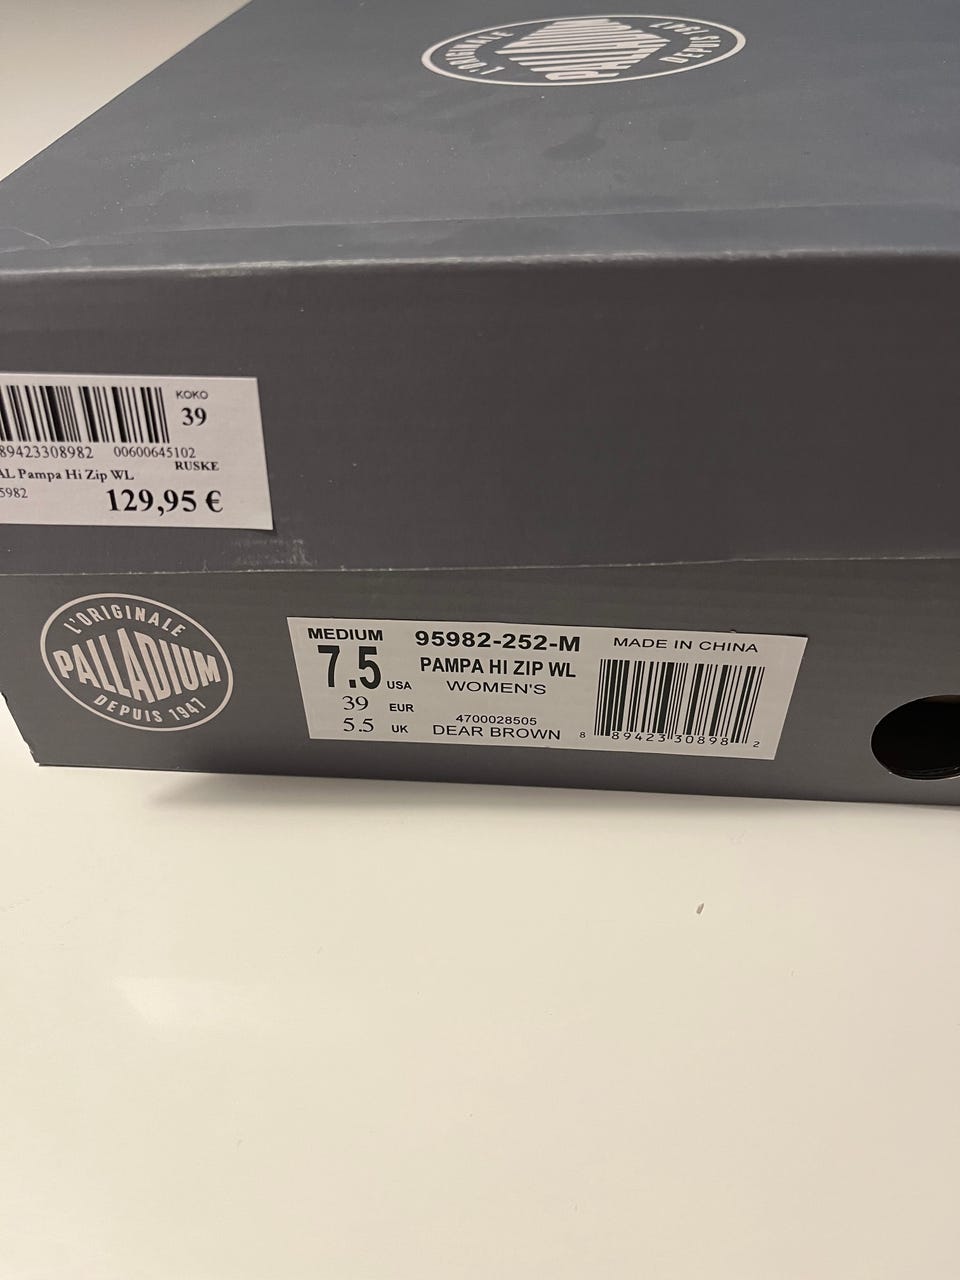 L'ORIGINALE
PALLADIUM
DEPUIS 1947
KOKO
39
89423308982 00600645102
RUSKE
AL Pampa Hi Zip WL
5982
129,95 €
L'ORIGINALE
PALLADIUM
DEPUIS 1947
MEDIUM
7.5 USA
39 EUR
5.5 UK
95982-252-M
PAMPA HI ZIP WL
WOMEN'S
4700028505
DEAR BROWN
MADE IN CHINA
8 89423 30898 2